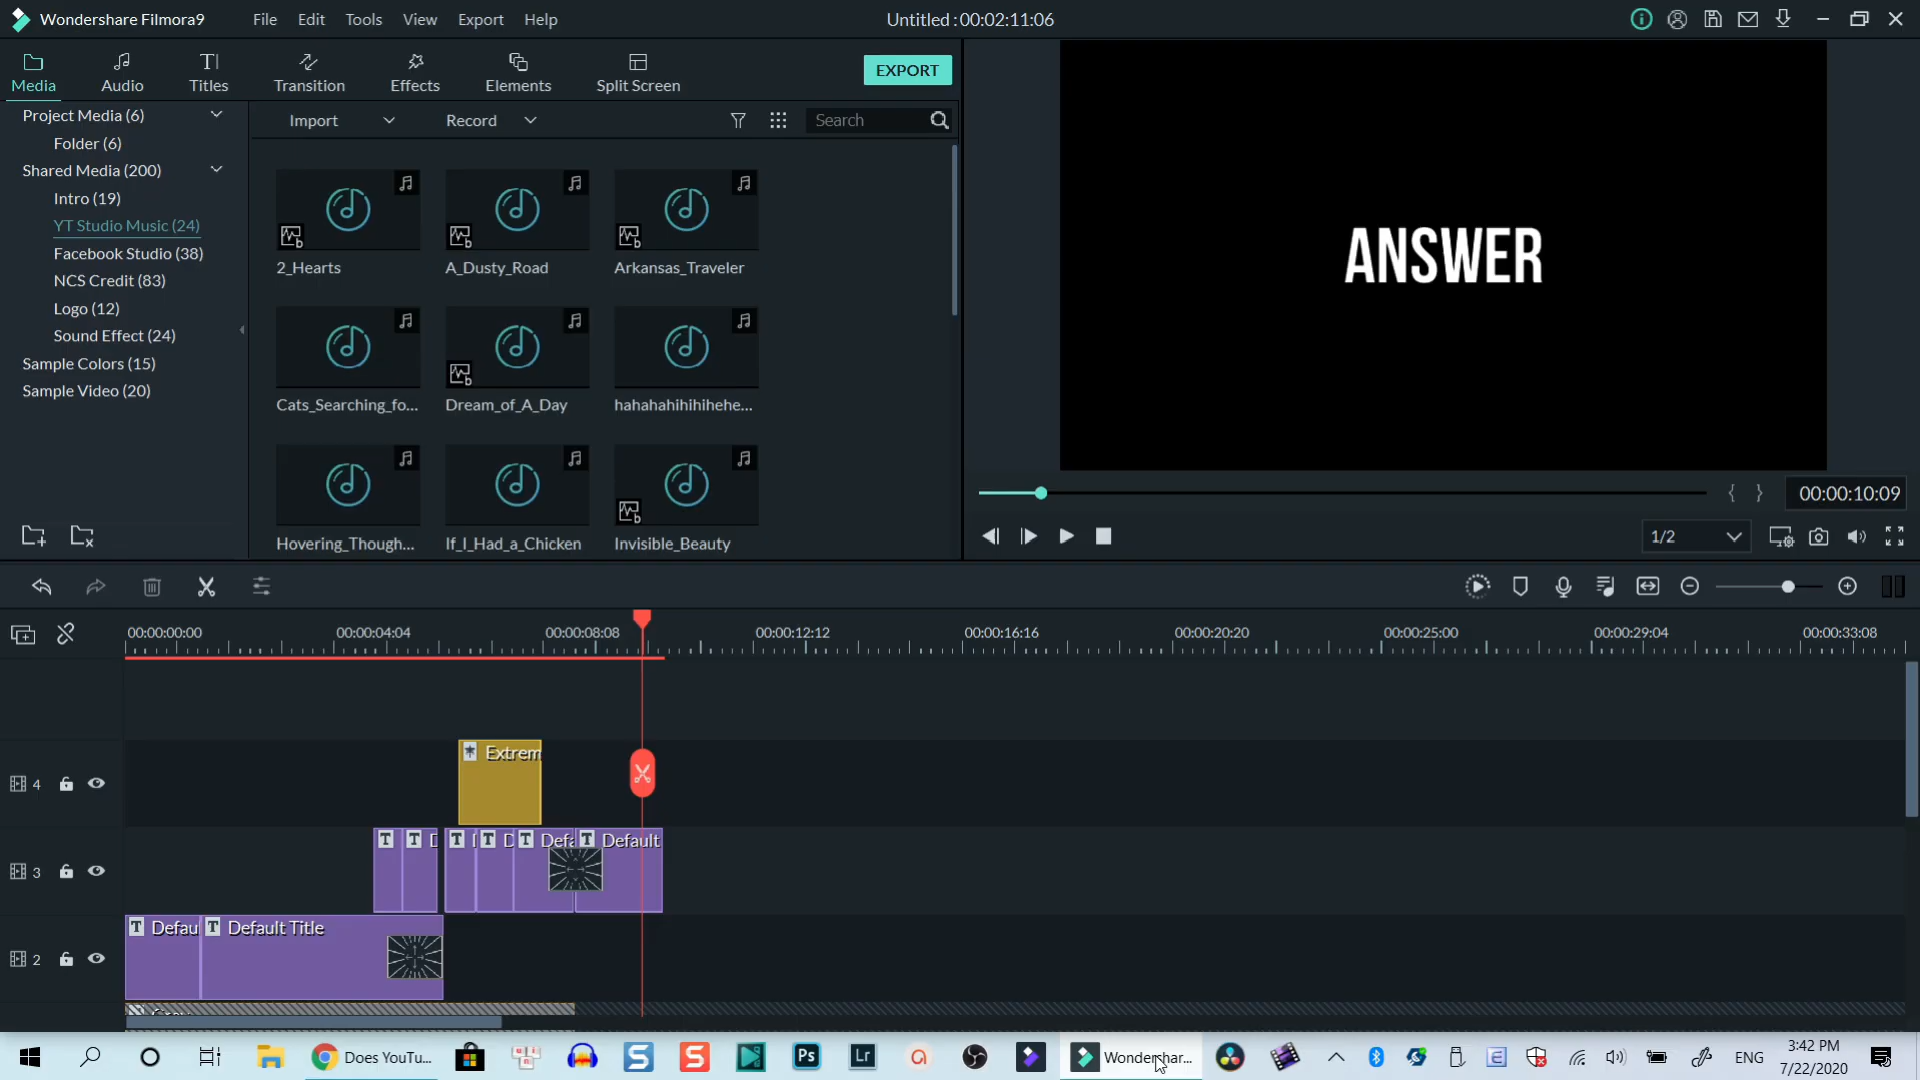 Wondershare Filmora9
File Edit Tools View Export Help
Untitled : 00:02:11:06
Media Audio Titles Transition Effects Elements Split Screen
EXPORT
Project Media (6)
Folder (6)
Shared Media (200)
Intro (19)
YT Studio Music (24)
Facebook Studio (38)
NCS Credit (83)
Logo (12)
Sound Effect (24)
Sample Colors (15)
Sample Video (20)
Import Record Search
2_Hearts A_Dusty_Road Arkansas_Traveler
Cats_Searching_fo... Dream_of_A_Day hahahahihihihehe...
Hovering_Though... If_I_Had_a_Chicken Invisible_Beauty
ANSWER
00:00:10:09
1/2
00:00:00:00 00:00:04:04 00:00:08:08 00:00:12:12 00:00:16:16 00:00:20:20 00:00:25:00 00:00:29:04 00:00:33:08
4
Extrem
3
T T D T T D T Defa T Default
2
T Defau T Default Title
Does YouTu...
Ps
Lr
Wondershar...
ENG
3:42 PM
7/22/2020